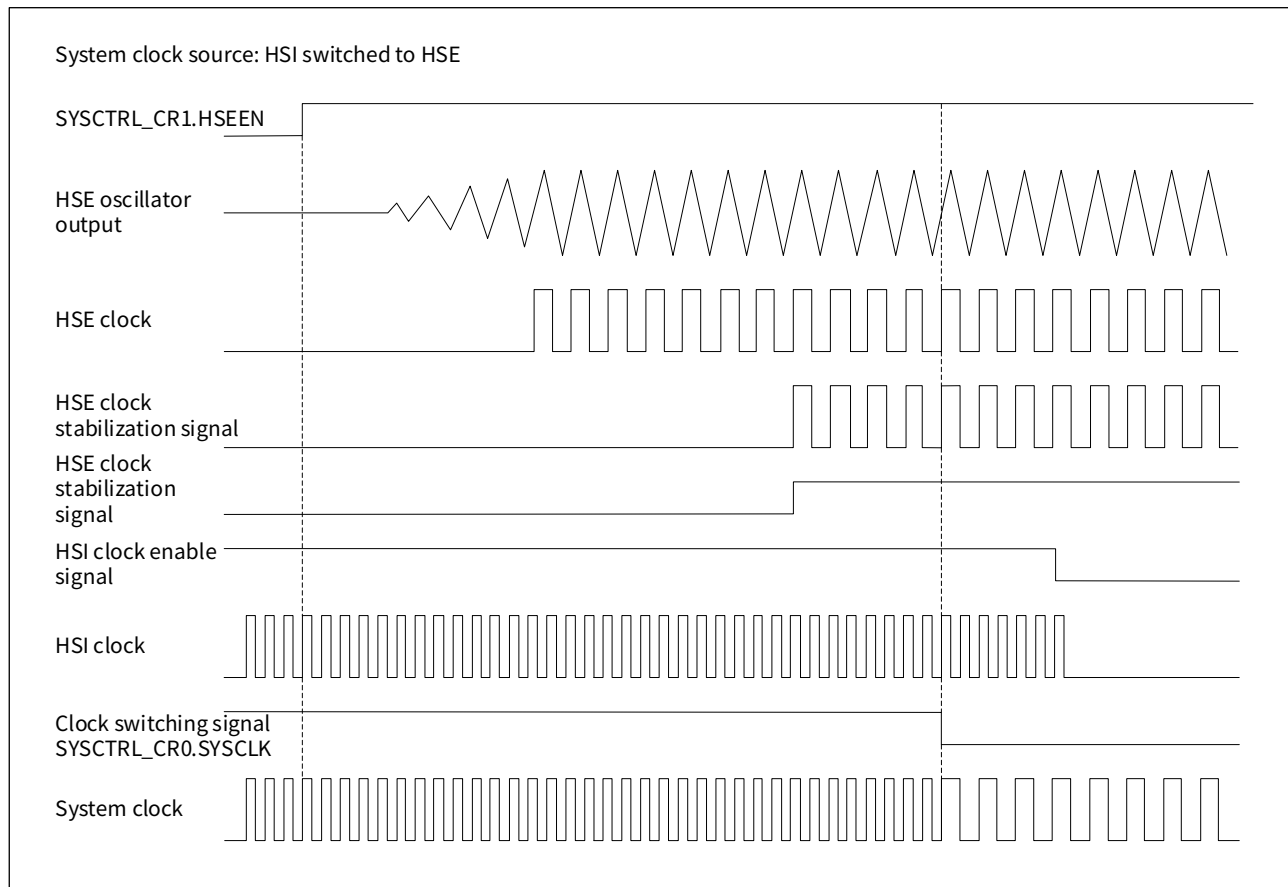 System clock source: HSI switched to HSE
SYSCTRL_CR1.HSEEN
HSE oscillator
output
HSE clock
HSE clock
stabilization signal
HSE clock
stabilization
signal
HSI clock enable
signal
HSI clock
Clock switching signal
SYSCTRL_CR0.SYSCLK
System clock